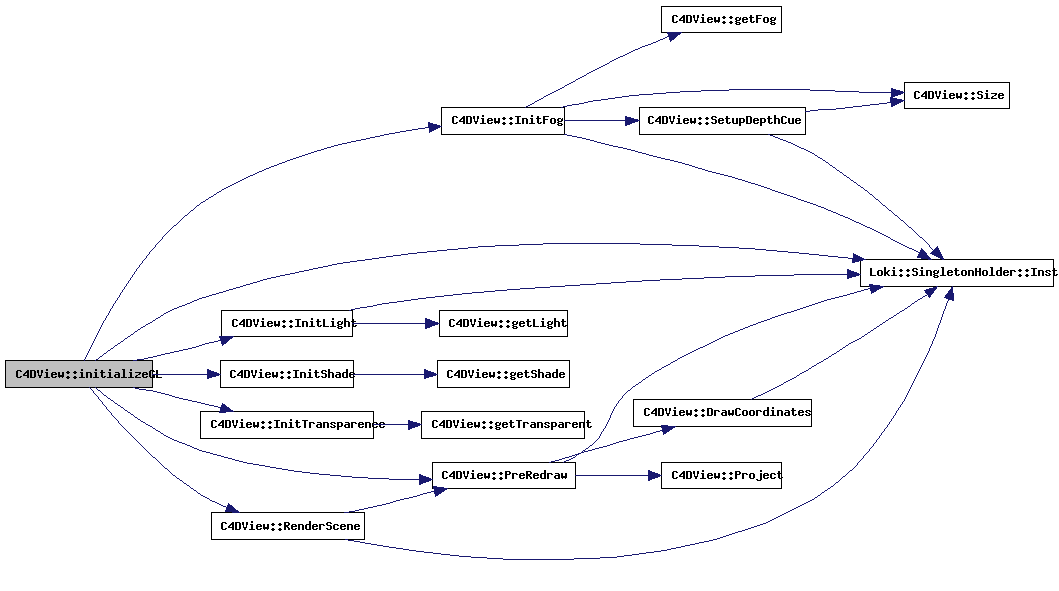 C4DView::getFog
C4DView::Size
C4DView::InitFog
C4DView::SetupDepthCue
Loki::SingletonHolder::Inst
C4DView::InitLight
C4DView::getLight
C4DView::initializeGL
C4DView::InitShade
C4DView::getShade
C4DView::DrawCoordinates
C4DView::InitTransparence
C4DView::getTransparent
C4DView::PreRedraw
C4DView::Project
C4DView::RenderScene